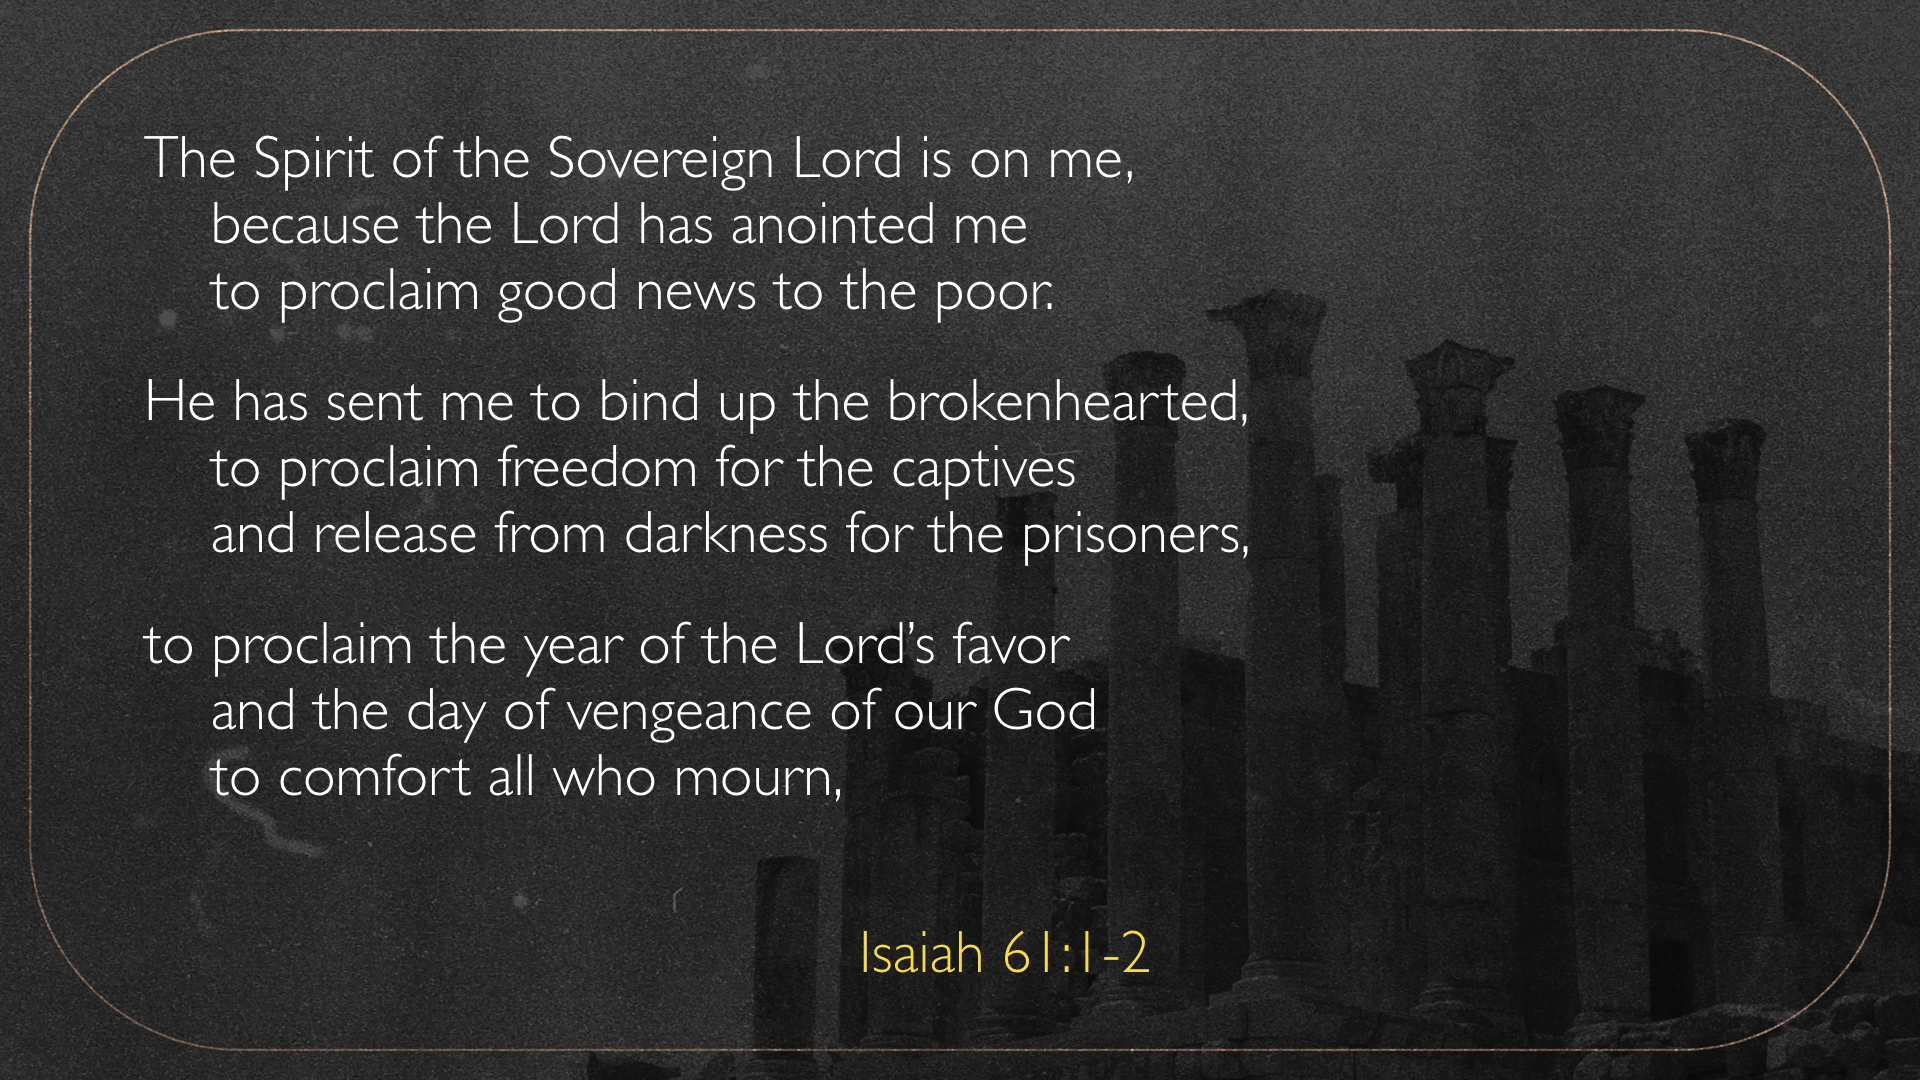 The Spirit of the Sovereign Lord is on me,
because the Lord has anointed me
to proclaim good news to the poor.
He has sent me to bind up the brokenhearted,
to proclaim freedom for the captives
and release from darkness for the prisoners,
to proclaim the year of the Lord’s favor
and the day of vengeance of our God
to comfort all who mourn,
Isaiah 61:1-2